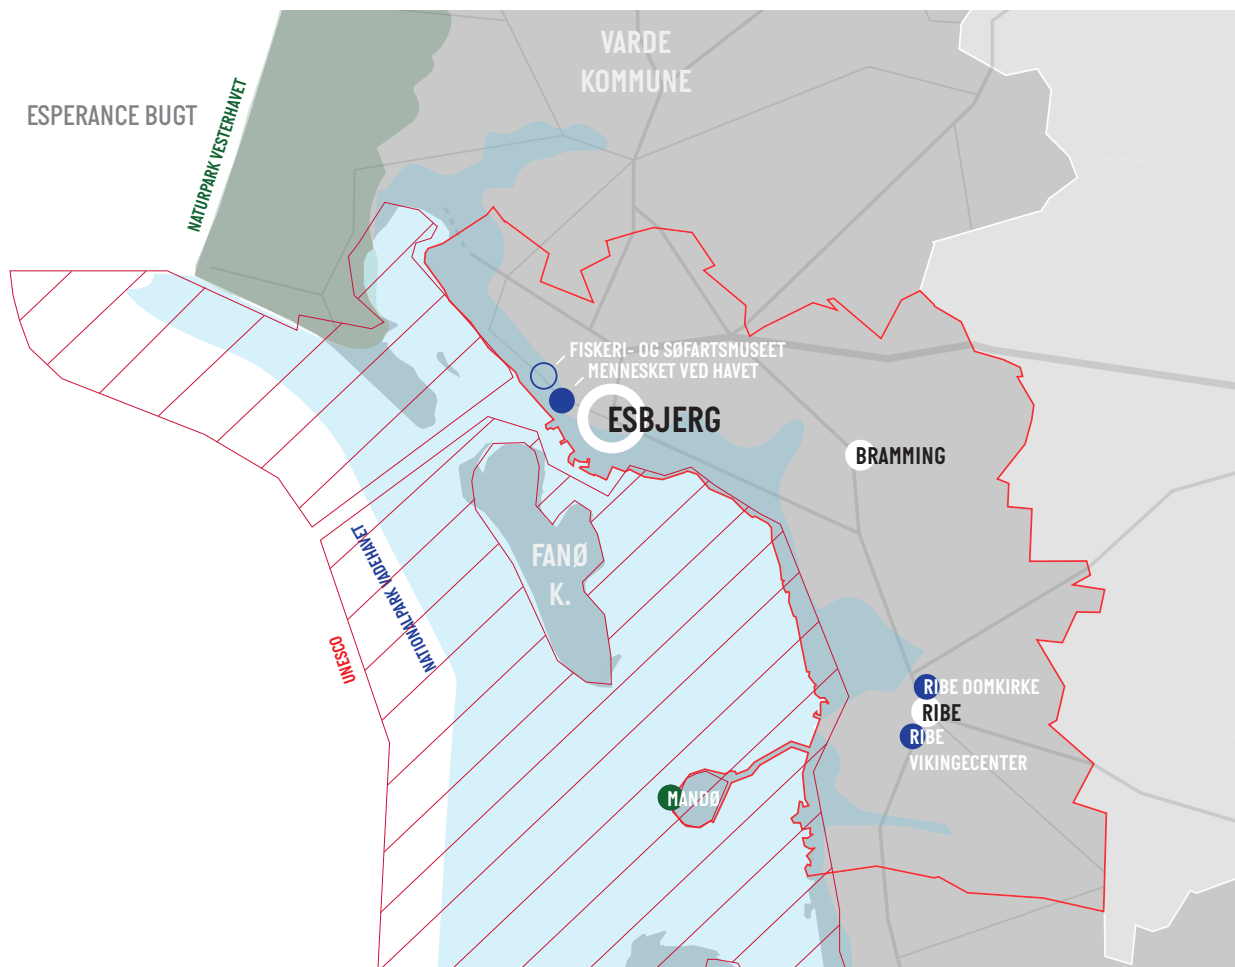 VARDE
KOMMUNE
ESPERANCE BUGT
NATURPARK VESTERHAVET
FISKERI- OG SØFARTSMUSEET
MENNESKET VED HAVET
ESBJERG
BRAMMING
FANØ
K.
NATIONALPARK VADEHAVET
UNESCO
RIBE DOMKIRKE
RIBE
RIBE
VIKINGECENTER
MANDØ